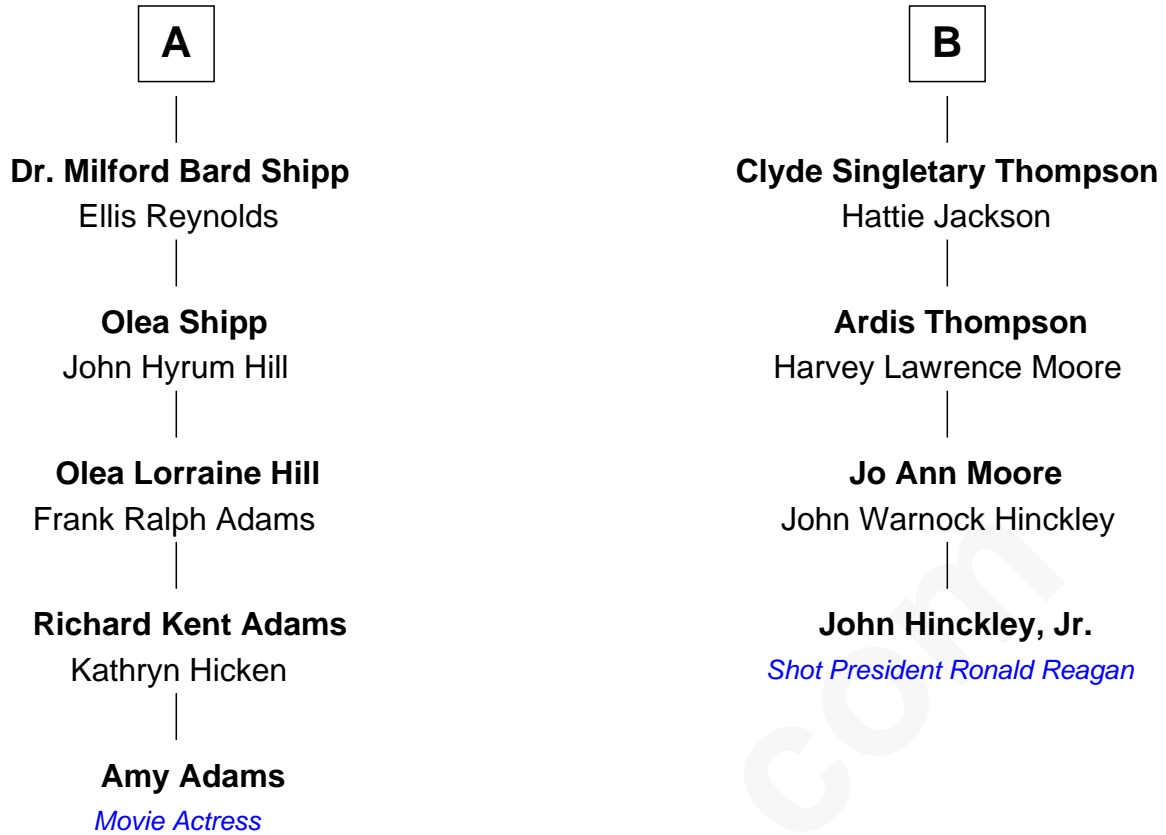 A
Dr. Milford Bard Shipp
Ellis Reynolds
Olea Shipp
John Hyrum Hill
Olea Lorraine Hill
Frank Ralph Adams
Richard Kent Adams
Kathryn Hicken
Amy Adams
Movie Actress
B
Clyde Singletary Thompson
Hattie Jackson
Ardis Thompson
Harvey Lawrence Moore
Jo Ann Moore
John Warnock Hinckley
John Hinckley, Jr.
Shot President Ronald Reagan
com